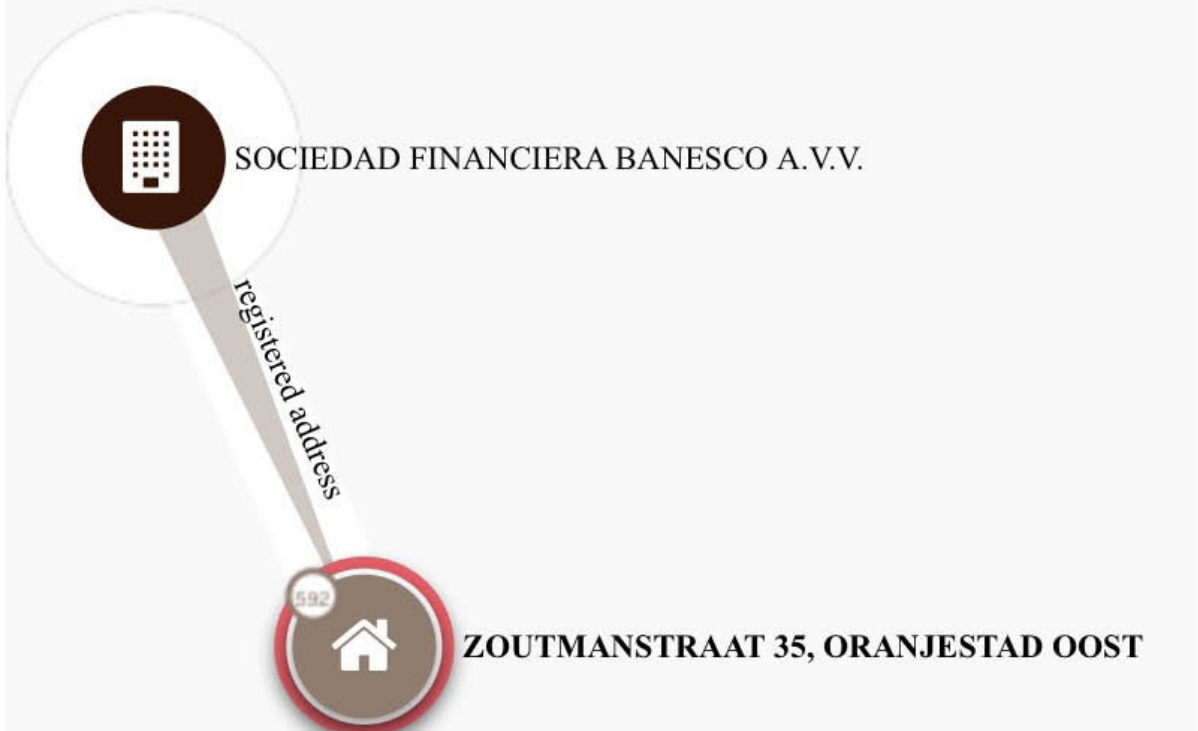 SOCIEDAD FINANCIERA BANESCO A.V.V.
registered address
592
ZOUTMANSTRAAT 35, ORANJESTAD OOST